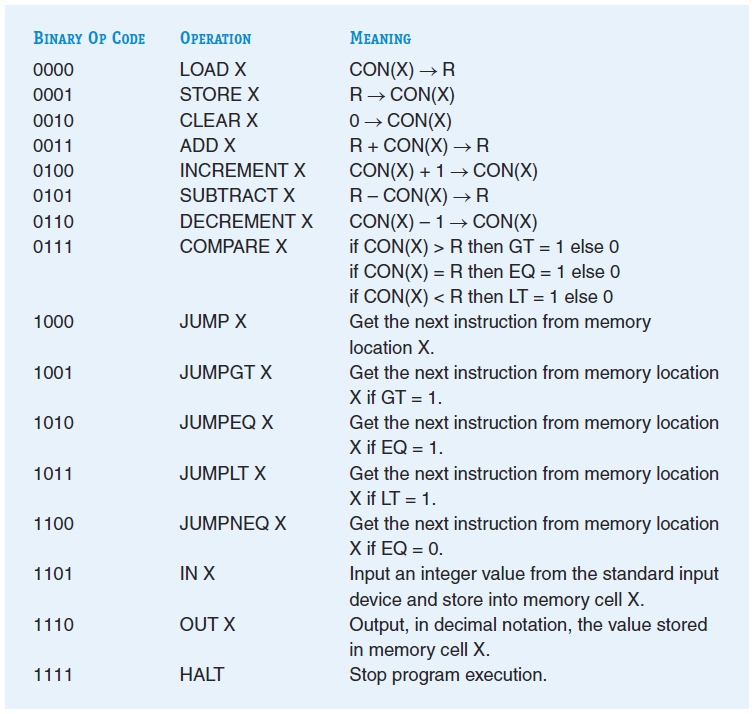 BINARY OP CODE OPERATION MEANING
0000 LOAD X CON(X) → R
0001 STORE X R → CON(X)
0010 CLEAR X 0 → CON(X)
0011 ADD X R + CON(X) → R
0100 INCREMENT X CON(X) + 1 → CON(X)
0101 SUBTRACT X R – CON(X) → R
0110 DECREMENT X CON(X) – 1 → CON(X)
0111 COMPARE X if CON(X) > R then GT = 1 else 0
if CON(X) = R then EQ = 1 else 0
if CON(X) < R then LT = 1 else 0
1000 JUMP X Get the next instruction from memory
location X.
1001 JUMPGT X Get the next instruction from memory location
X if GT = 1.
1010 JUMPEQ X Get the next instruction from memory location
X if EQ = 1.
1011 JUMPLT X Get the next instruction from memory location
X if LT = 1.
1100 JUMPNEQ X Get the next instruction from memory location
X if EQ = 0.
1101 IN X Input an integer value from the standard input
device and store into memory cell X.
1110 OUT X Output, in decimal notation, the value stored
in memory cell X.
1111 HALT Stop program execution.